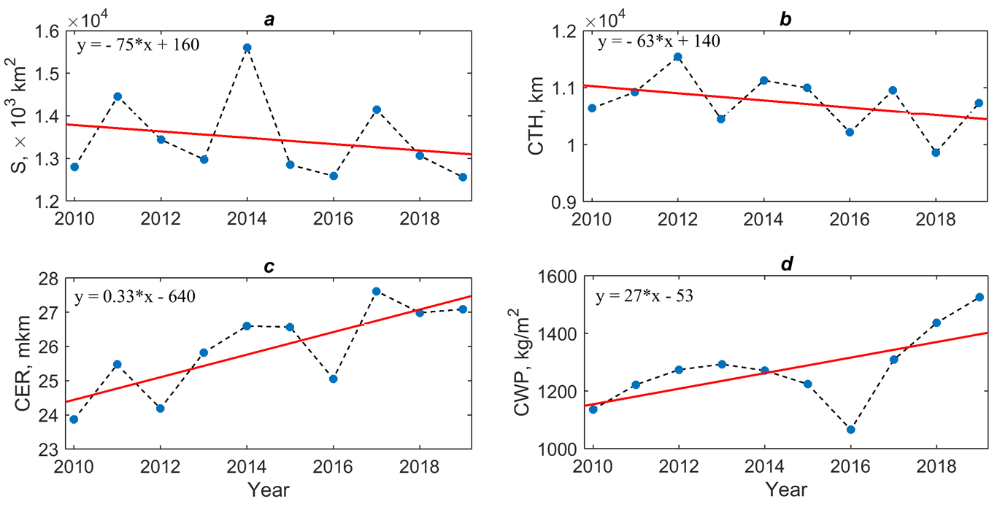 a
×10⁴
y = - 75*x + 160
S, × 10³ km²
1.6
1.5
1.4
1.3
1.2
2010 2012 2014 2016 2018
b
×10⁴
y = - 63*x + 140
CTH, km
1.2
1.1
1
0.9
2010 2012 2014 2016 2018
c
y = 0.33*x - 640
CER, mkm
28
27
26
25
24
23
2010 2012 2014 2016 2018
Year
d
y = 27*x - 53
CWP, kg/m²
1600
1400
1200
1000
2010 2012 2014 2016 2018
Year